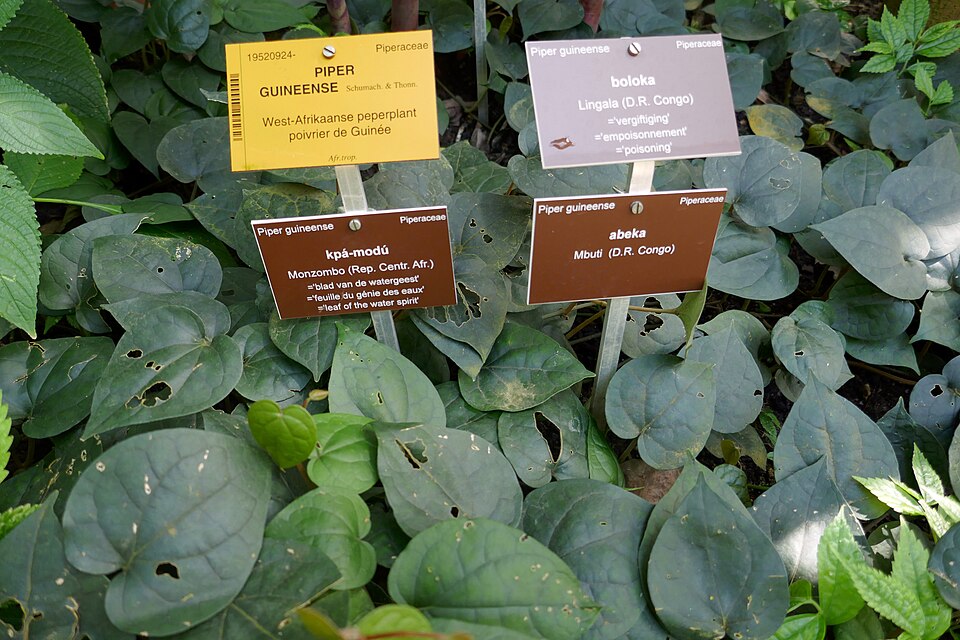 19520924- Piperaceae
PIPER
GUINEENSE Schumach. & Thonn.
West-Afrikaanse peperplant
poivrier de Guinée
Afr.trop.
Piper guineense Piperaceae
boloka
Lingala (D.R. Congo)
='vergiftiging'
='empoisonnement'
='poisoning'
Piper guineense Piperaceae
kpá-modú
Monzombo (Rep. Centr. Afr.)
='blad van de watergeest'
='feuille du génie des eaux'
='leaf of the water spirit'
Piper guineense Piperaceae
abeka
Mbuti (D.R. Congo)